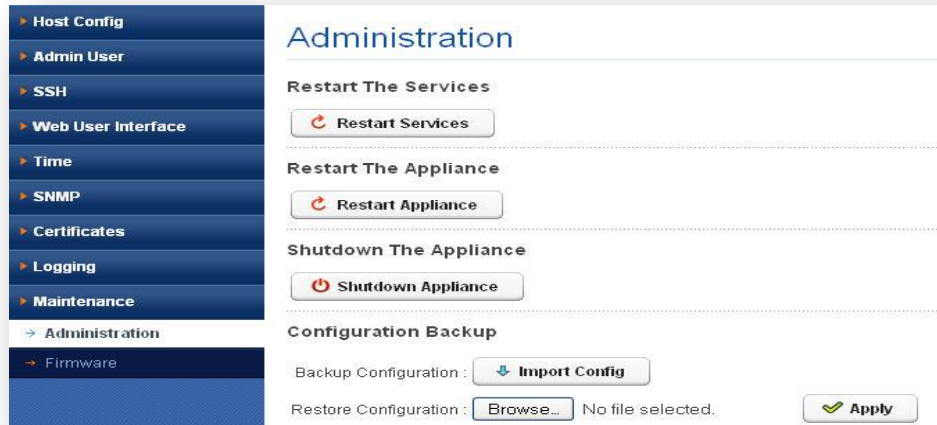 Host Config
Admin User
SSH
Web User Interface
Time
SNMP
Certificates
Logging
Maintenance
Administration
Firmware
Administration
Restart The Services
Restart Services
Restart The Appliance
Restart Appliance
Shutdown The Appliance
Shutdown Appliance
Configuration Backup
Backup Configuration : Import Config
Restore Configuration : Browse... No file selected. Apply